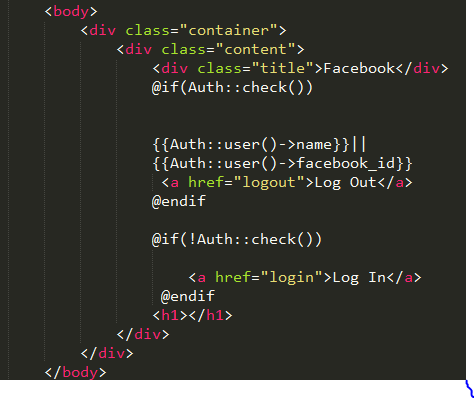 <body>
<div class="container">
<div class="content">
<div class="title">Facebook</div>
@if(Auth::check())
{{Auth::user()->name}}||
{{Auth::user()->facebook_id}}
<a href="logout">Log Out</a>
@endif
@if(!Auth::check())
<a href="login">Log In</a>
@endif
<h1></h1>
</div>
</div>
</body>